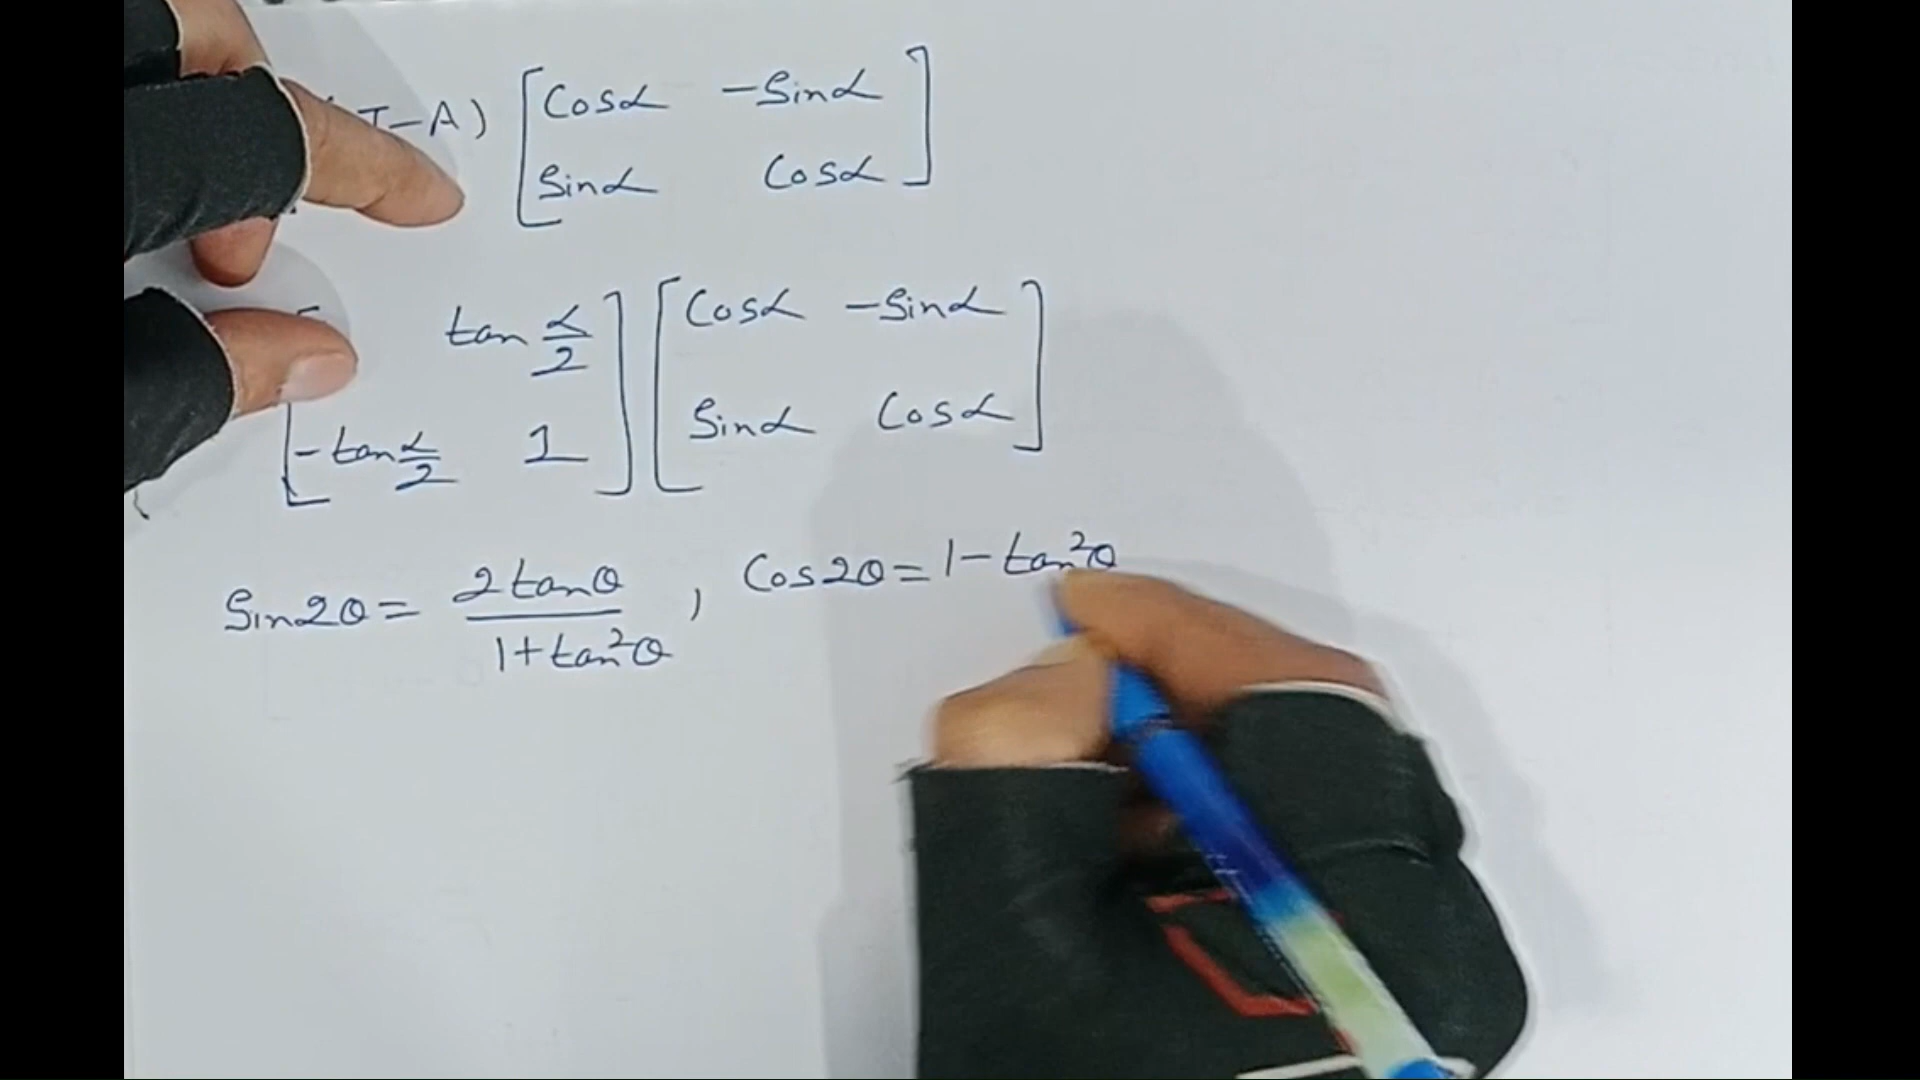 I-A) [cosα -sinα
sinα cosα]
tan α/2] [cosα -sinα
-tan α/2 1] [sinα cosα]
sin2θ = 2tanθ/1+tan²θ , cos2θ = 1-tan²θ